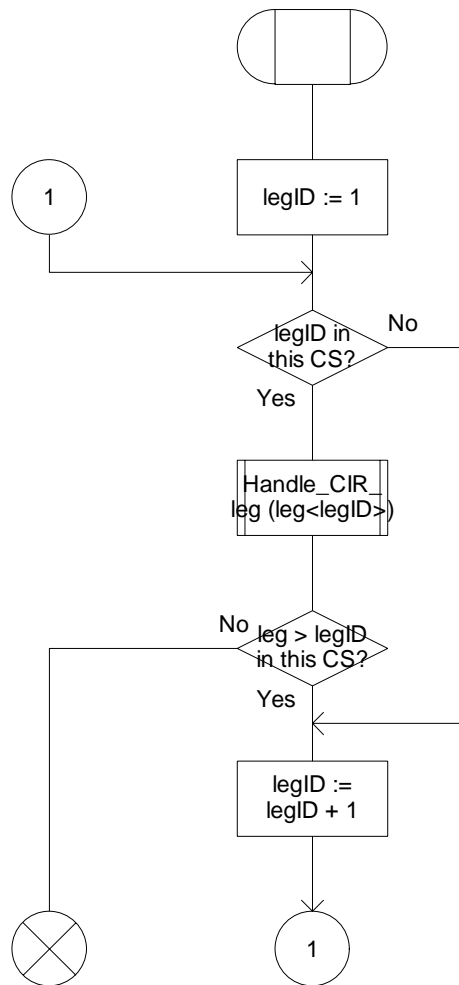 1
legID := 1
legID in
this CS?
No
Yes
Handle_CIR_
leg (leg<legID>)
No
leg > legID
in this CS?
Yes
legID :=
legID + 1
1